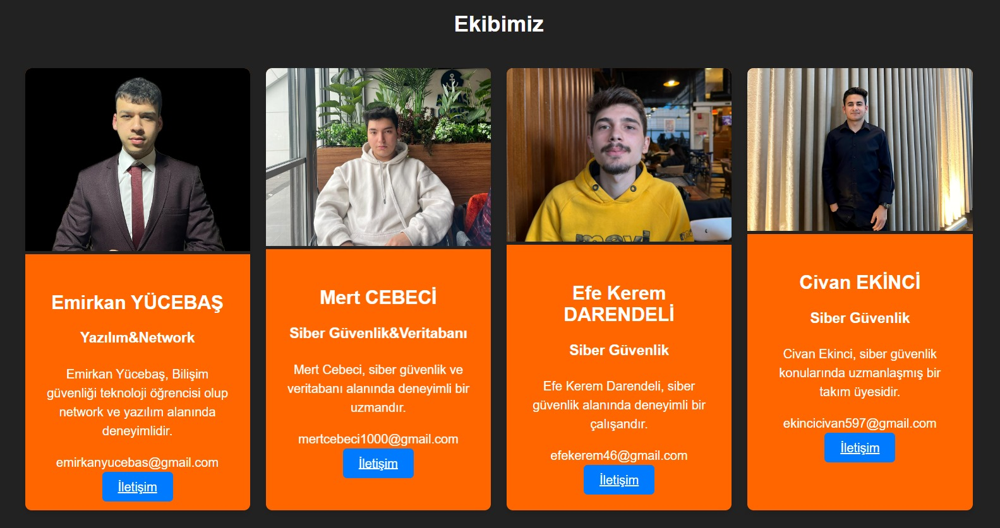 Ekibimiz
Emirkan YÜCEBAŞ
Yazılım&Network
Emirkan Yücebaş, Bilişim
güvenliği teknoloji öğrencisi olup
network ve yazılım alanında
deneyimlidir.
emirkanyucebas@gmail.com
İletişim
Mert CEBECİ
Siber Güvenlik&Veritabanı
Mert Cebeci, siber güvenlik ve
veritabanı alanında deneyimli bir
uzmandır.
mertcebeci1000@gmail.com
İletişim
mavi
Efe Kerem
DARENDELİ
Siber Güvenlik
Efe Kerem Darendeli, siber
güvenlik alanında deneyimli bir
çalışandır.
efekerem46@gmail.com
İletişim
Civan EKİNCİ
Siber Güvenlik
Civan Ekinci, siber güvenlik
konularında uzmanlaşmış bir
takım üyesidir.
ekincicivan597@gmail.com
İletişim